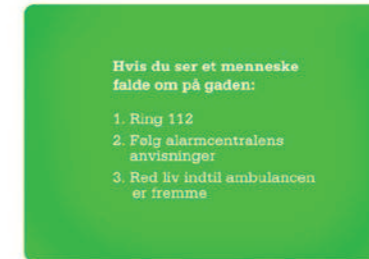 Hvis du ser et menneske
falde om på gaden:
1. Ring 112
2. Følg alarmcentralens
anvisninger
3. Red liv indtil ambulancen
er fremme